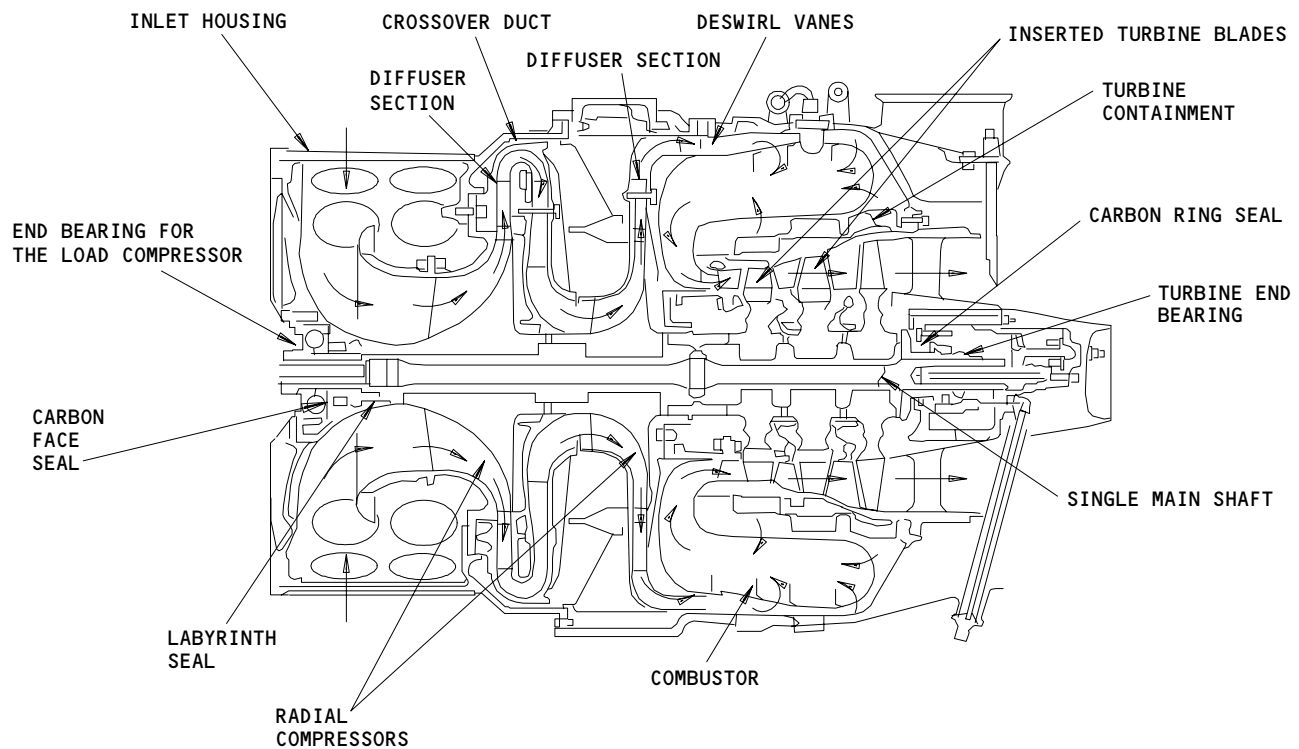 INLET HOUSING
CROSSOVER DUCT
DESWIRL VANES
INSERTED TURBINE BLADES
DIFFUSER SECTION
DIFFUSER
SECTION
TURBINE
CONTAINMENT
END BEARING FOR
THE LOAD COMPRESSOR
CARBON RING SEAL
TURBINE END
BEARING
CARBON
FACE
SEAL
SINGLE MAIN SHAFT
LABYRINTH
SEAL
COMBUSTOR
RADIAL
COMPRESSORS